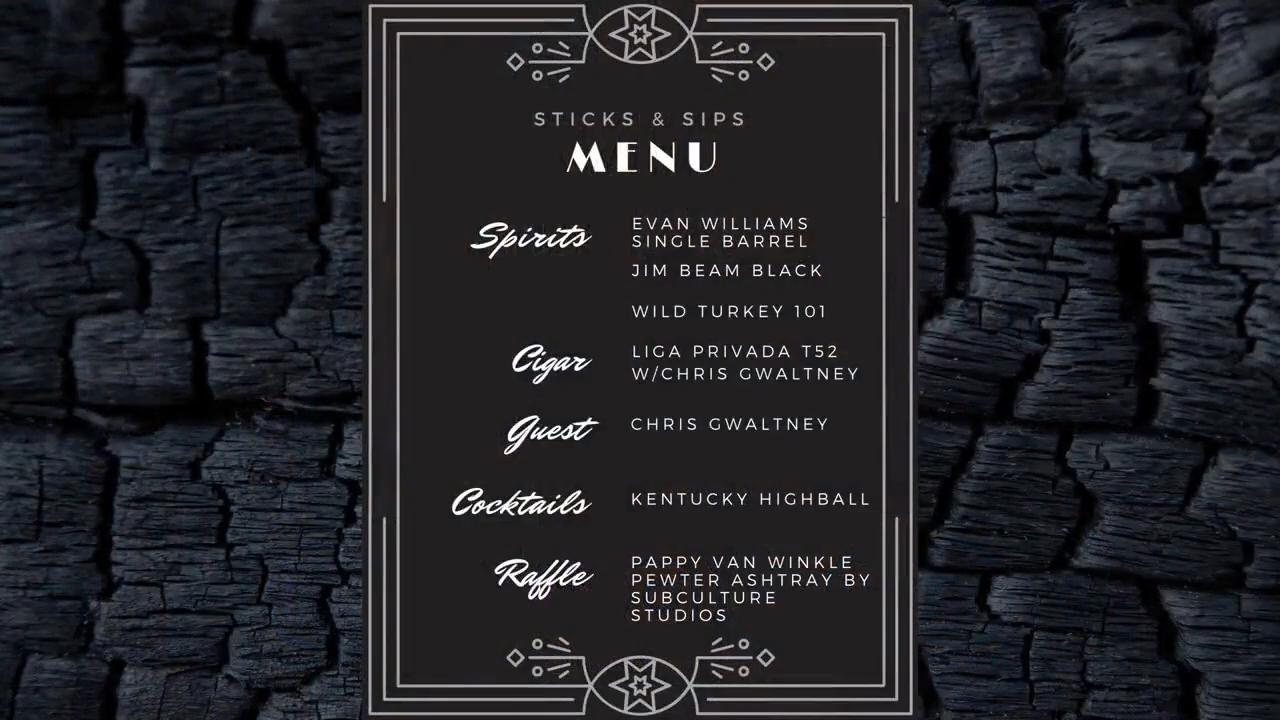 STICKS & SIPS
MENU
Spirits
EVAN WILLIAMS
SINGLE BARREL
JIM BEAM BLACK
WILD TURKEY 101
Cigar
LIGA PRIVADA T52
W/CHRIS GWALTNEY
Guest
CHRIS GWALTNEY
Cocktails
KENTUCKY HIGHBALL
Raffle
PAPPY VAN WINKLE
PEWTER ASHTRAY BY
SUBCULTURE
STUDIOS